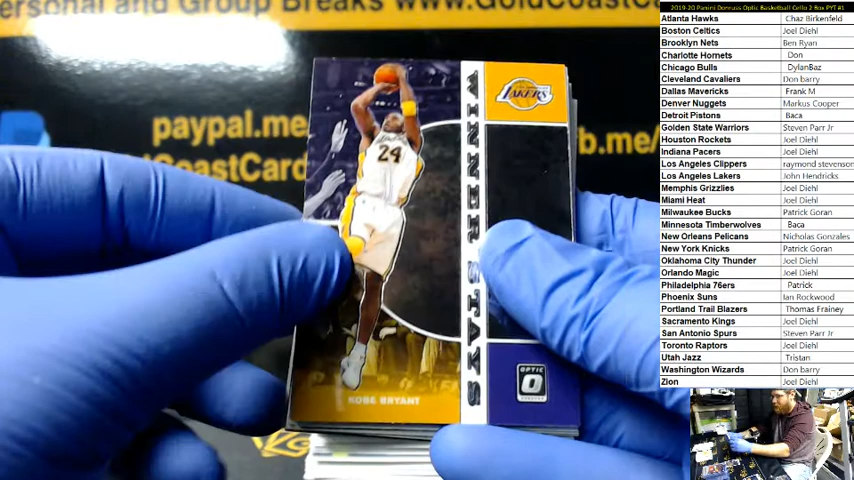 ersonal and Group Breaks www.GoldCoastCa
paypal.me
fb.me/
dCoastCard
LAKERS
WINNER STAYS
24
OPTIC
KOBE BRYANT
2019-20 Panini Donruss Optic Basketball Cello 2 Box PYT #1
Atlanta Hawks Chaz Birkenfeld
Boston Celtics Joel Diehl
Brooklyn Nets Ben Ryan
Charlotte Hornets Don
Chicago Bulls DylanBaz
Cleveland Cavaliers Don barry
Dallas Mavericks Frank M
Denver Nuggets Markus Cooper
Detroit Pistons Baca
Golden State Warriors Steven Parr Jr
Houston Rockets Joel Diehl
Indiana Pacers Joel Diehl
Los Angeles Clippers raymond stevenson
Los Angeles Lakers John Hendricks
Memphis Grizzlies Joel Diehl
Miami Heat Joel Diehl
Milwaukee Bucks Patrick Goran
Minnesota Timberwolves Baca
New Orleans Pelicans Nicholas Gonzales
New York Knicks Patrick Goran
Oklahoma City Thunder Joel Diehl
Orlando Magic Joel Diehl
Philadelphia 76ers Patrick
Phoenix Suns Ian Rockwood
Portland Trail Blazers Thomas Frainey
Sacramento Kings Joel Diehl
San Antonio Spurs Steven Parr Jr
Toronto Raptors Joel Diehl
Utah Jazz Tristan
Washington Wizards Don barry
Zion Joel Diehl